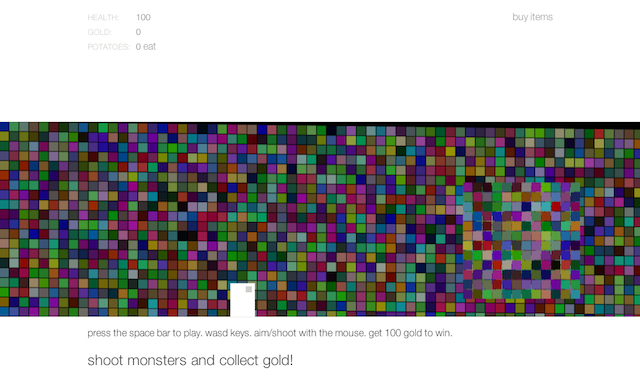 HEALTH: 100
buy items
GOLD: 0
POTATOES: 0 eat
press the space bar to play. wasd keys. aim/shoot with the mouse. get 100 gold to win.
shoot monsters and collect gold!